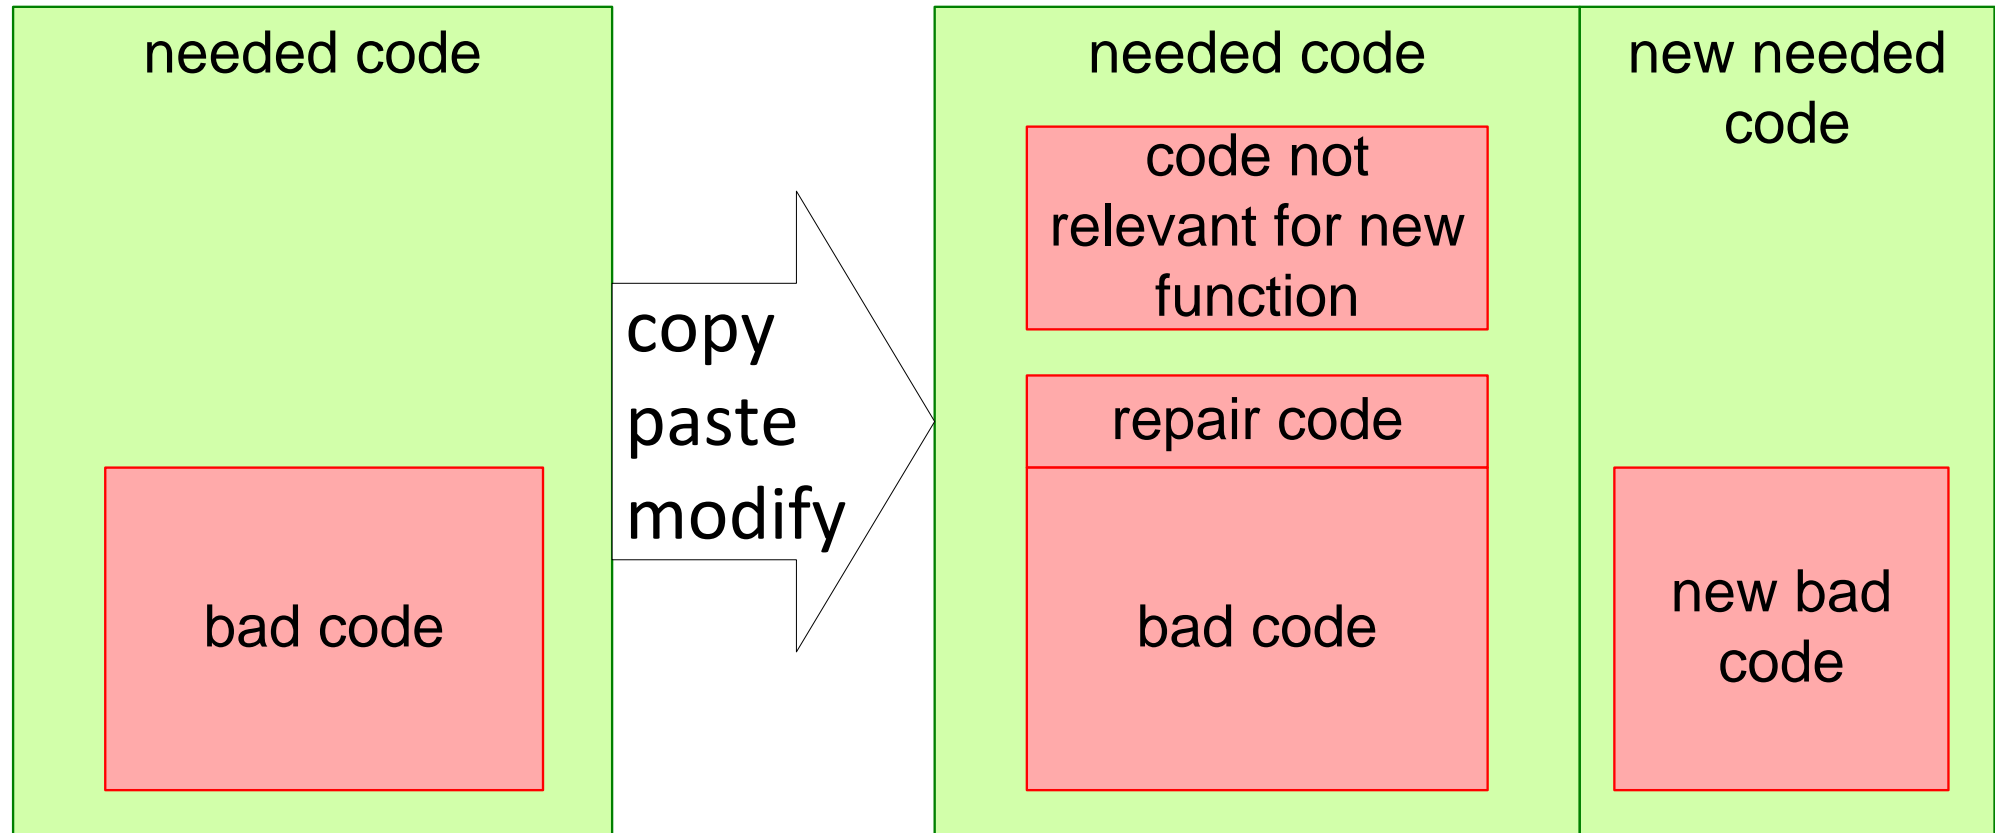 needed code
bad code
copy
paste
modify
needed code
code not
relevant for new
function
repair code
bad code
new needed
code
new bad
code